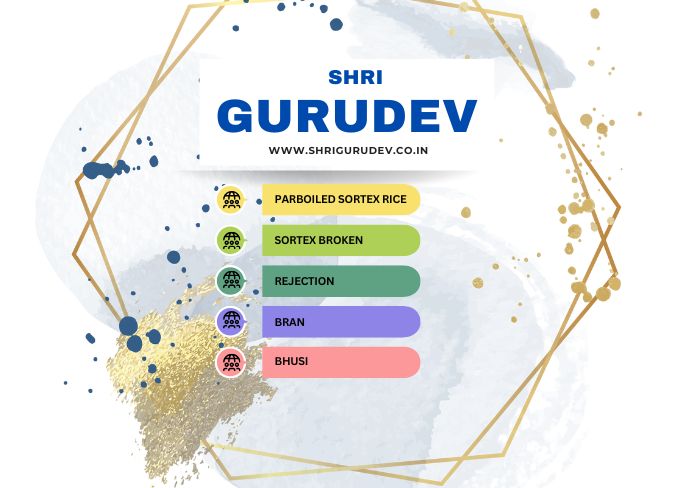 SHRI
GURUDEV
WWW.SHRIGURUDEV.CO.IN
PARBOILED SORTEX RICE
SORTEX BROKEN
REJECTION
BRAN
BHUSI